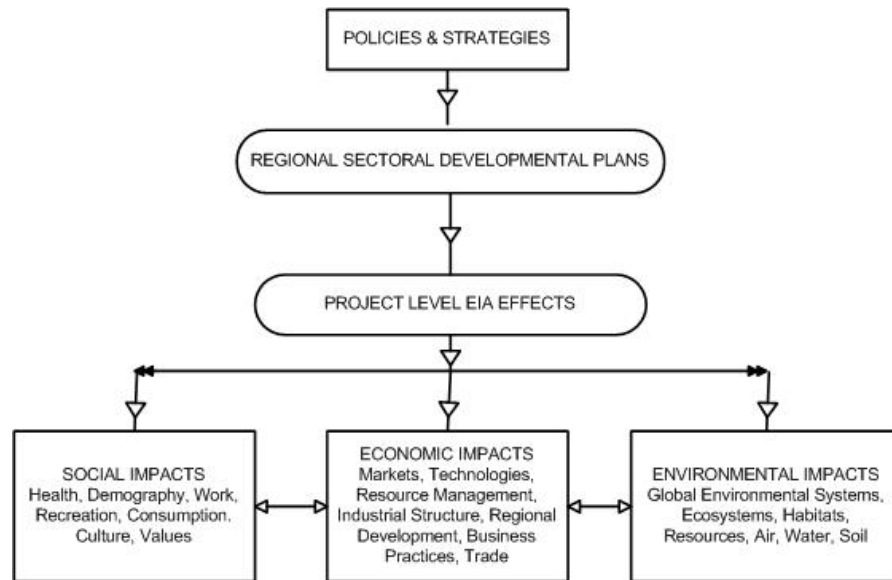 POLICIES & STRATEGIES
REGIONAL SECTORAL DEVELOPMENTAL PLANS
PROJECT LEVEL EIA EFFECTS
SOCIAL IMPACTS
Health, Demography, Work,
Recreation, Consumption.
Culture, Values
ECONOMIC IMPACTS
Markets, Technologies,
Resource Management,
Industrial Structure, Regional
Development, Business
Practices, Trade
ENVIRONMENTAL IMPACTS
Global Environmental Systems,
Ecosystems, Habitats,
Resources, Air, Water, Soil